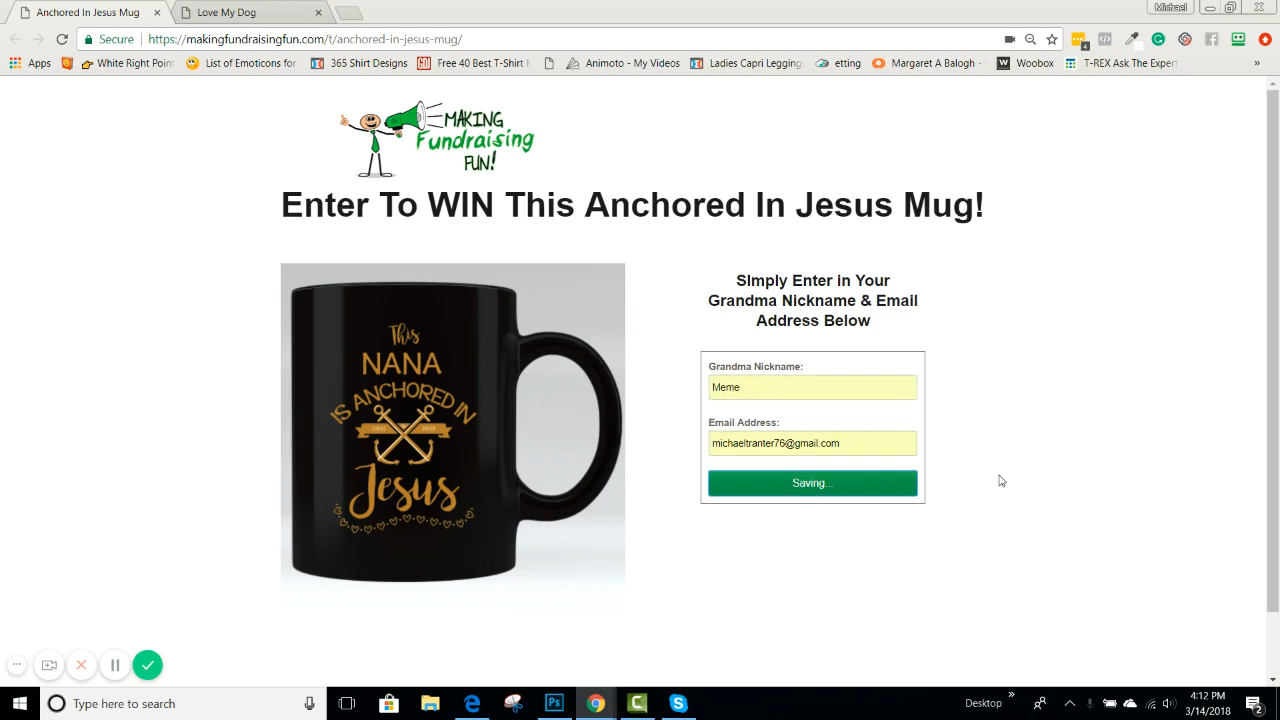 Anchored In Jesus Mug
Love My Dog
Michael
Secure
https://makingfundraisingfun.com/t/anchored-in-jesus-mug/
4
Apps
White Right Point
List of Emoticons for
365 Shirt Designs
Free 40 Best T-Shirt
Animoto - My Videos
Ladies Capri Legging
etting
Margaret A Balogh -
W
Woobox
T-REX Ask The Expert
»
MAKING
Fundraising
FUN!
Enter To WIN This Anchored In Jesus Mug!
This
NANA
IS ANCHORED IN
Jesus
SImply Enter in Your
Grandma Nickname & Email
Address Below
Grandma Nickname:
Meme
Email Address:
michaeltranter76@gmail.com
Saving...
Type here to search
Ps
Desktop
»
4:12 PM
3/14/2018
2